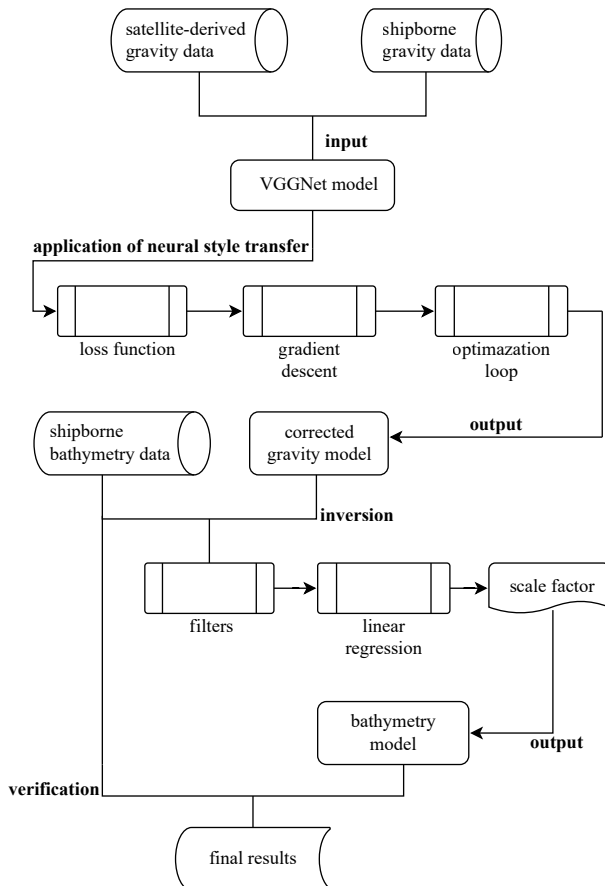 satellite-derived
gravity data
shipborne
gravity data
input
VGGNet model
application of neural style transfer
loss function
gradient
descent
optimazation
loop
output
shipborne
bathymetry data
corrected
gravity model
inversion
filters
linear
regression
scale factor
bathymetry
model
output
verification
final results